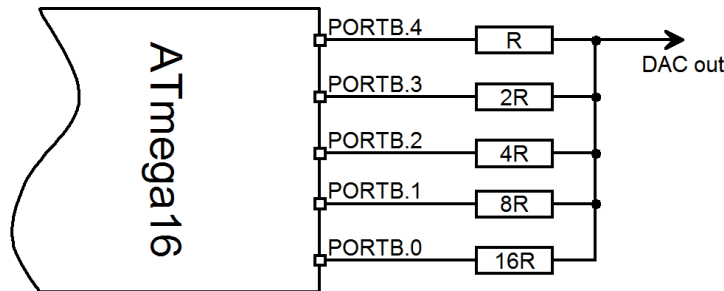 ATmega16
PORTB.4
R
DAC out
PORTB.3
2R
PORTB.2
4R
PORTB.1
8R
PORTB.0
16R